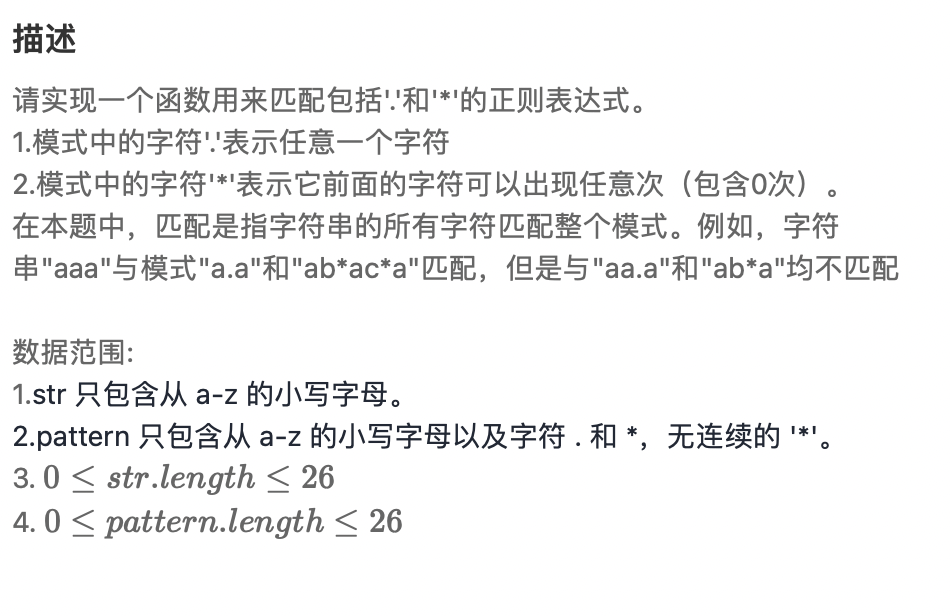 描述
请实现一个函数用来匹配包括'.'和'*'的正则表达式。
1.模式中的字符'.'表示任意一个字符
2.模式中的字符'*'表示它前面的字符可以出现任意次（包含0次）。
在本题中，匹配是指字符串的所有字符匹配整个模式。例如，字符
串"aaa"与模式"a.a"和"ab*ac*a"匹配，但是与"aa.a"和"ab*a"均不匹配
数据范围:
1.str 只包含从 a-z 的小写字母。
2.pattern 只包含从 a-z 的小写字母以及字符 . 和 *，无连续的 '*'。
3. 0 ≤ str.length ≤ 26
4. 0 ≤ pattern.length ≤ 26